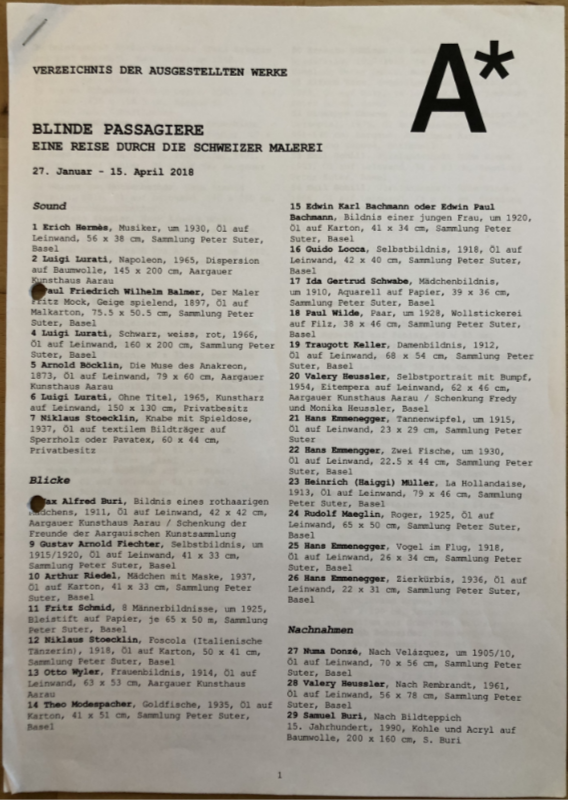 VERZEICHNIS DER AUSGESTELLTEN WERKE
A*
BLINDE PASSAGIERE
EINE REISE DURCH DIE SCHWEIZER MALEREI
27. Januar - 15. April 2018
Sound
1 Erich Hermès, Musiker, um 1930, Öl auf
Leinwand, 56 x 38 cm, Sammlung Peter Suter,
Basel
2 Luigi Lurati, Napoleon, 1965, Dispersion
auf Baumwolle, 145 x 200 cm, Aargauer
Kunsthaus Aarau
Paul Friedrich Wilhelm Balmer, Der Maler
Fritz Mock, Geige spielend, 1897, Öl auf
Malkarton, 75.5 x 50.5 cm, Sammlung Peter
Suter, Basel
4 Luigi Lurati, Schwarz, weiss, rot, 1966,
Öl auf Leinwand, 160 x 200 cm, Sammlung
Peter Suter, Basel
5 Arnold Böcklin, Die Muse des Anakreon,
1873, Öl auf Leinwand, 79 x 60 cm, Aargauer
Kunsthaus Aarau
6 Luigi Lurati, Ohne Titel, 1965, Kunstharz
auf Leinwand, 150 x 130 cm, Privatbesitz
7 Niklaus Stoecklin, Knabe mit Spieldose,
1937, Öl auf textilem Bildträger auf
Sperrholz oder Pavatex, 60 x 44 cm,
Privatbesitz
Blicke
Max Alfred Buri, Bildnis eines rothaarigen
Mädchens, 1911, Öl auf Leinwand, 42 x 42 cm,
Aargauer Kunsthaus Aarau / Schenkung der
Freunde der Aargauischen Kunstsammlung
9 Gustav Arnold Fiechter, Selbstbildnis, um
1915/1920, Öl auf Leinwand, 41 x 33 cm,
Sammlung Peter Suter, Basel
10 Arthur Riedel, Mädchen mit Maske, 1937,
Öl auf Karton, 41 x 33 cm, Sammlung Peter
Suter, Basel
11 Fritz Schmid, 8 Männerbildnisse, um 1925,
Bleistift auf Papier, je 65 x 50 m, Sammlung
Peter Suter, Basel
12 Niklaus Stoecklin, Foscola (Italienische
Tänzerin), 1918, Öl auf Karton, 50 x 41 cm,
Sammlung Peter Suter, Basel
13 Otto Wyler, Frauenbildnis, 1914, Öl auf
Leinwand, 63 x 53 cm, Aargauer Kunsthaus
Aarau
14 Theo Modespacher, Goldfische, 1935, Öl auf
Karton, 41 x 51 cm, Sammlung Peter Suter,
Basel
15 Edwin Karl Bachmann oder Edwin Paul
Bachmann, Bildnis einer jungen Frau, um 1920,
Öl auf Karton, 41 x 34 cm, Sammlung Peter
Suter, Basel
16 Guido Locca, Selbstbildnis, 1918, Öl auf
Leinwand, 42 x 40 cm, Sammlung Peter Suter,
Basel
17 Ida Gertrud Schwabe, Mädchenbildnis,
um 1910, Aquarell auf Papier, 39 x 36 cm,
Sammlung Peter Suter, Basel
18 Paul Wilde, Paar, um 1928, Wollstickerei
auf Filz, 38 x 46 cm, Sammlung Peter Suter,
Basel
19 Traugott Keller, Damenbildnis, 1912,
Öl auf Leinwand, 68 x 54 cm, Sammlung Peter
Suter, Basel
20 Valery Heussler, Selbstportrait mit Bumpf,
1954, Eitempera auf Leinwand, 62 x 46 cm,
Aargauer Kunsthaus Aarau / Schenkung Fredy
und Monika Heussler, Basel
21 Hans Emmenegger, Tannenwipfel, um 1915,
Öl auf Leinwand, 23 x 29 cm, Sammlung Peter
Suter
22 Hans Emmengger, Zwei Fische, um 1930,
Öl auf Leinwand, 22.5 x 44 cm, Sammlung Peter
Suter, Basel
23 Heinrich (Haiggi) Müller, La Hollandaise,
1913, Öl auf Leinwand, 79 x 46 cm, Sammlung
Peter Suter, Basel
24 Rudolf Maeglin, Roger, 1925, Öl auf
Leinwand, 65 x 50 cm, Sammlung Peter Suter,
Basel
25 Hans Emmenegger, Vogel im Flug, 1918,
Öl auf Leinwand, 26 x 34 cm, Sammlung Peter
Suter, Basel
26 Hans Emmenegger, Zierkürbis, 1936, Öl auf
Leinwand, 22 x 31 cm, Sammlung Peter Suter,
Basel
Nachnahmen
27 Numa Donzé, Nach Velázquez, um 1905/10,
Öl auf Leinwand, 70 x 56 cm, Sammlung Peter
Suter, Basel
28 Valery Heussler, Nach Rembrandt, 1961,
Öl auf Leinwand, 56 x 78 cm, Sammlung Peter
Suter, Basel
29 Samuel Buri, Nach Bildteppich
15. Jahrhundert, 1990, Kohle und Acryl auf
Baumwolle, 200 x 160 cm, S. Buri
1